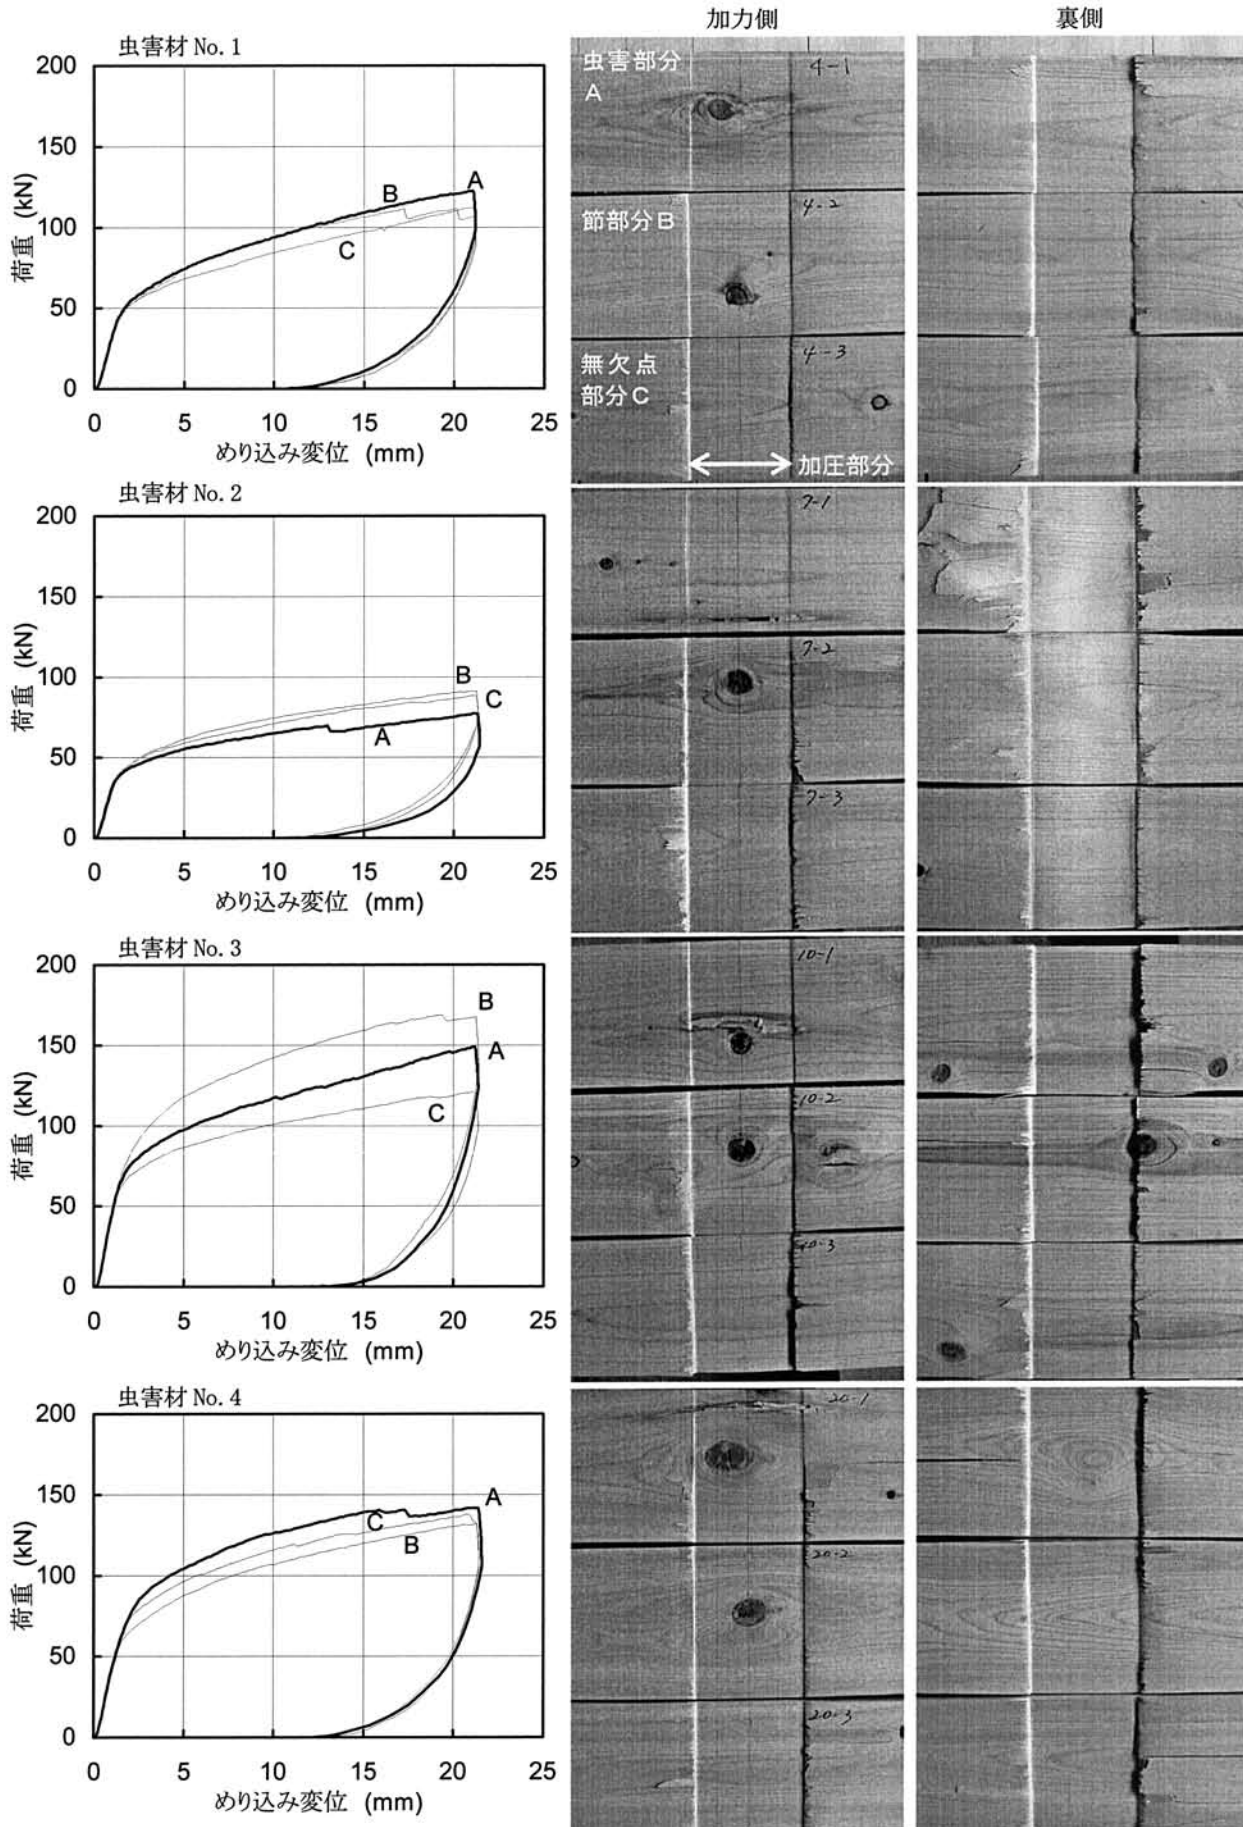 加力側
裏側
虫害材 No. 1
200
150
100
50
0
0
5
10
15
20
25
荷重 (kN)
めり込み変位 (mm)
A
B
C
虫害部分
A
4-1
節部分B
4-2
無欠点
部分C
4-3
加圧部分
虫害材 No. 2
200
150
100
50
0
0
5
10
15
20
25
荷重 (kN)
めり込み変位 (mm)
B
C
A
7-1
7-2
7-3
虫害材 No. 3
200
150
100
50
0
0
5
10
15
20
25
荷重 (kN)
めり込み変位 (mm)
B
A
C
10-1
10-2
10-3
虫害材 No. 4
200
150
100
50
0
0
5
10
15
20
25
荷重 (kN)
めり込み変位 (mm)
A
C
B
20-1
20-2
20-3